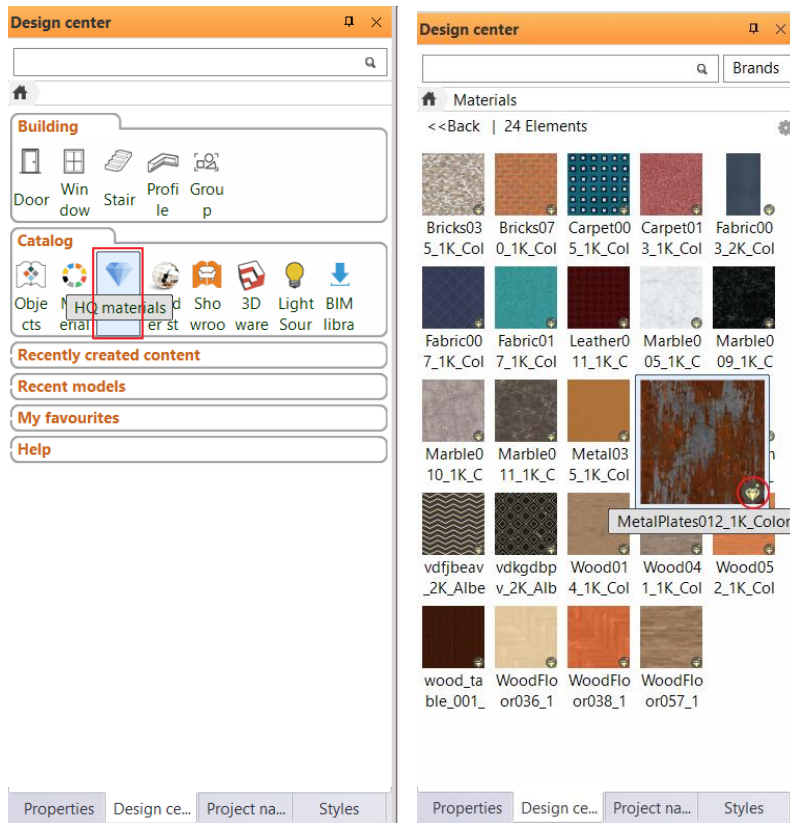 Design center
Building
Door
Win
dow
Stair
Profi
le
Grou
p
Catalog
Obje
cts
HQ materials
er st
Sho
wroo
3D
ware
Light
Sour
BIM
libra
Recently created content
Recent models
My favourites
Help
Properties Design ce... Project na... Styles
Design center
Brands
Materials
<<Back | 24 Elements
Bricks03 Bricks07 Carpet00 Carpet01 Fabric00
5_1K_Col 0_1K_Col 5_1K_Col 3_1K_Col 3_2K_Col
Fabric00 Fabric01 Leather0 Marble0 Marble0
7_1K_Col 7_1K_Col 11_1K_C 05_1K_C 09_1K_C
Marble0 Marble0 Metal03
10_1K_C 11_1K_C 5_1K_Col
MetalPlates012_1K_Color
vdfjbeav vdkgdbp Wood01 Wood04 Wood05
_2K_Albe v_2K_Alb 4_1K_Col 1_1K_Col 2_1K_Col
wood_ta WoodFlo WoodFlo WoodFlo
ble_001_ or036_1 or038_1 or057_1
Properties Design ce... Project na... Styles